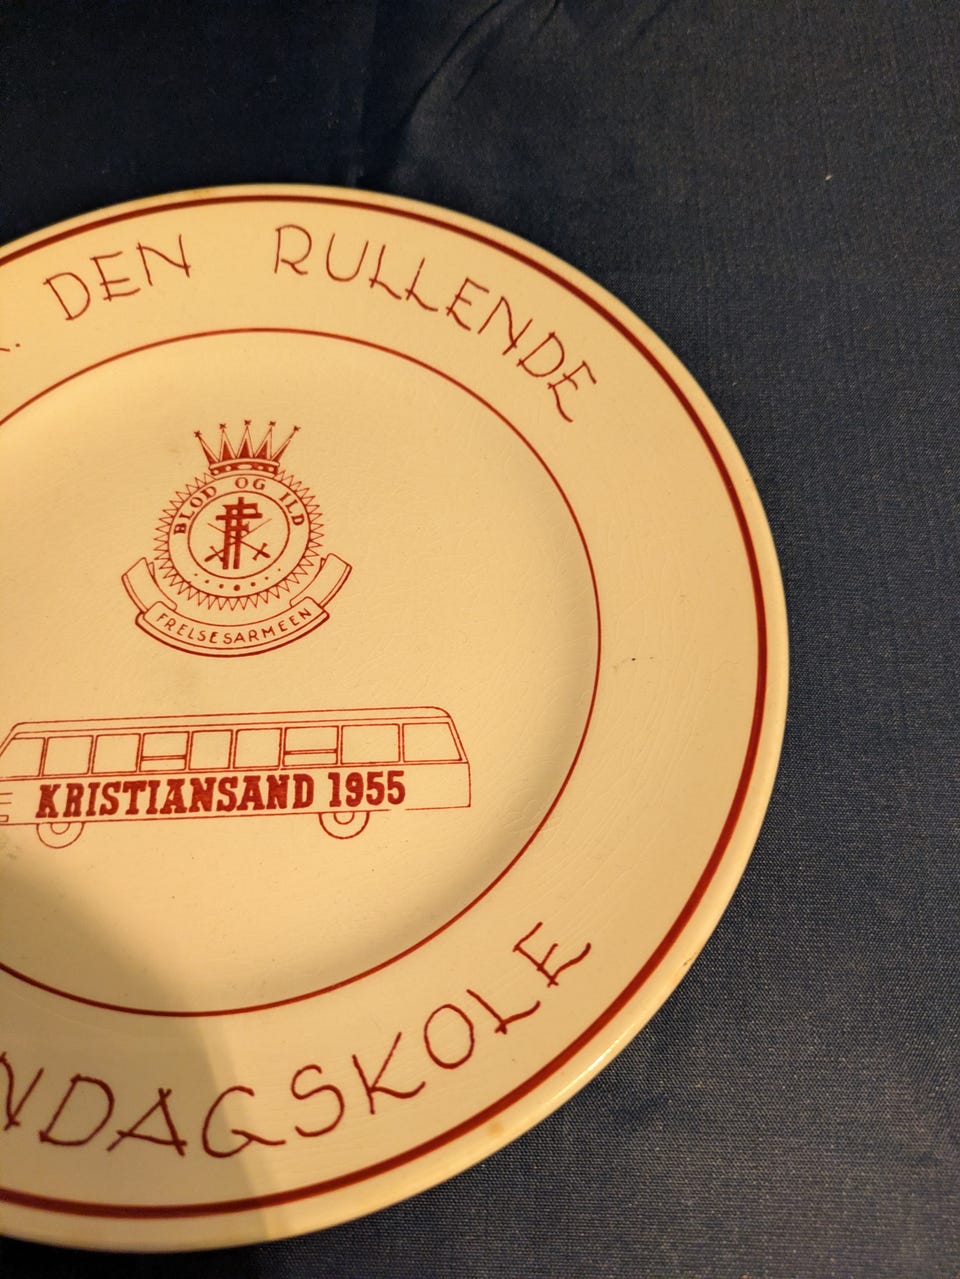 DEN RULLENDE
BLOD OG ILD
FRELSESARMEEN
KRISTIANSAND 1955
NDAGSKOLE